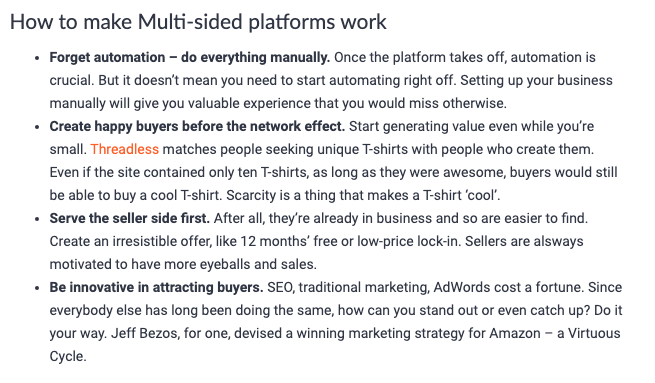 How to make Multi-sided platforms work
• Forget automation – do everything manually. Once the platform takes off, automation is
crucial. But it doesn't mean you need to start automating right off. Setting up your business
manually will give you valuable experience that you would miss otherwise.
• Create happy buyers before the network effect. Start generating value even while you're
small. Threadless matches people seeking unique T-shirts with people who create them.
Even if the site contained only ten T-shirts, as long as they were awesome, buyers would still
be able to buy a cool T-shirt. Scarcity is a thing that makes a T-shirt 'cool'.
• Serve the seller side first. After all, they're already in business and so are easier to find.
Create an irresistible offer, like 12 months' free or low-price lock-in. Sellers are alsways
motivated to have more eyeballs and sales.
• Be innovative in attracting buyers. SEO, traditional marketing, AdWords cost a fortune. Since
everybody else has long been doing the same, how can you stand out or even catch up? Do it
your way. Jeff Bezos, for one, devised a winning marketing strategy for Amazon – a Virtuous
Cycle.